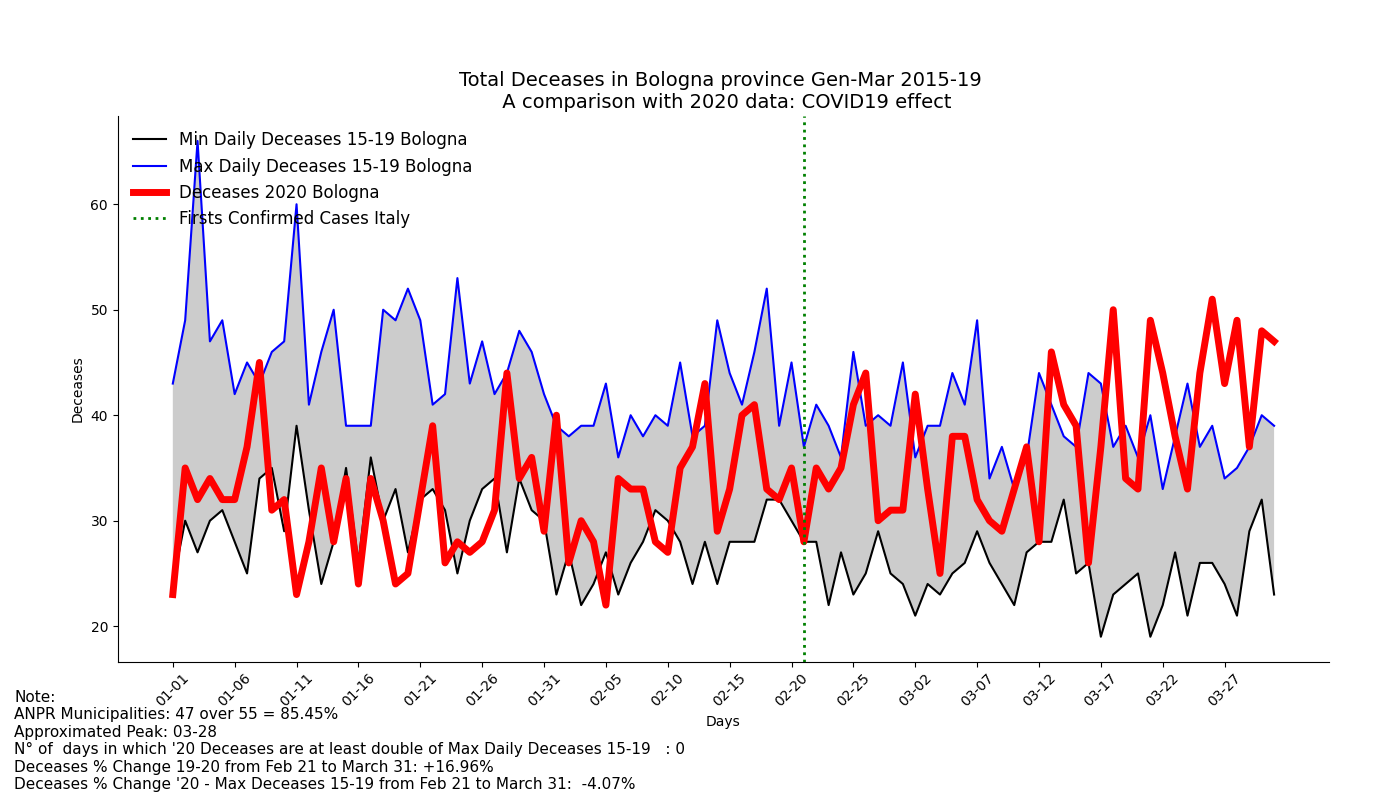 Total Deceases in Bologna province Gen-Mar 2015-19
A comparison with 2020 data: COVID19 effect
Min Daily Deceases 15-19 Bologna
Max Daily Deceases 15-19 Bologna
Deceases 2020 Bologna
Firsts Confirmed Cases Italy
Deceases
60
50
40
30
20
01-01 01-06 01-11 01-16 01-21 01-26 01-31 02-05 02-10 02-15 02-20 02-25 03-02 03-07 03-12 03-17 03-22 03-27
Days
Note:
ANPR Municipalities: 47 over 55 = 85.45%
Approximated Peak: 03-28
N° of  days in which '20 Deceases are at least double of Max Daily Deceases 15-19   : 0
Deceases % Change 19-20 from Feb 21 to March 31: +16.96%
Deceases % Change '20 - Max Deceases 15-19 from Feb 21 to March 31:  -4.07%